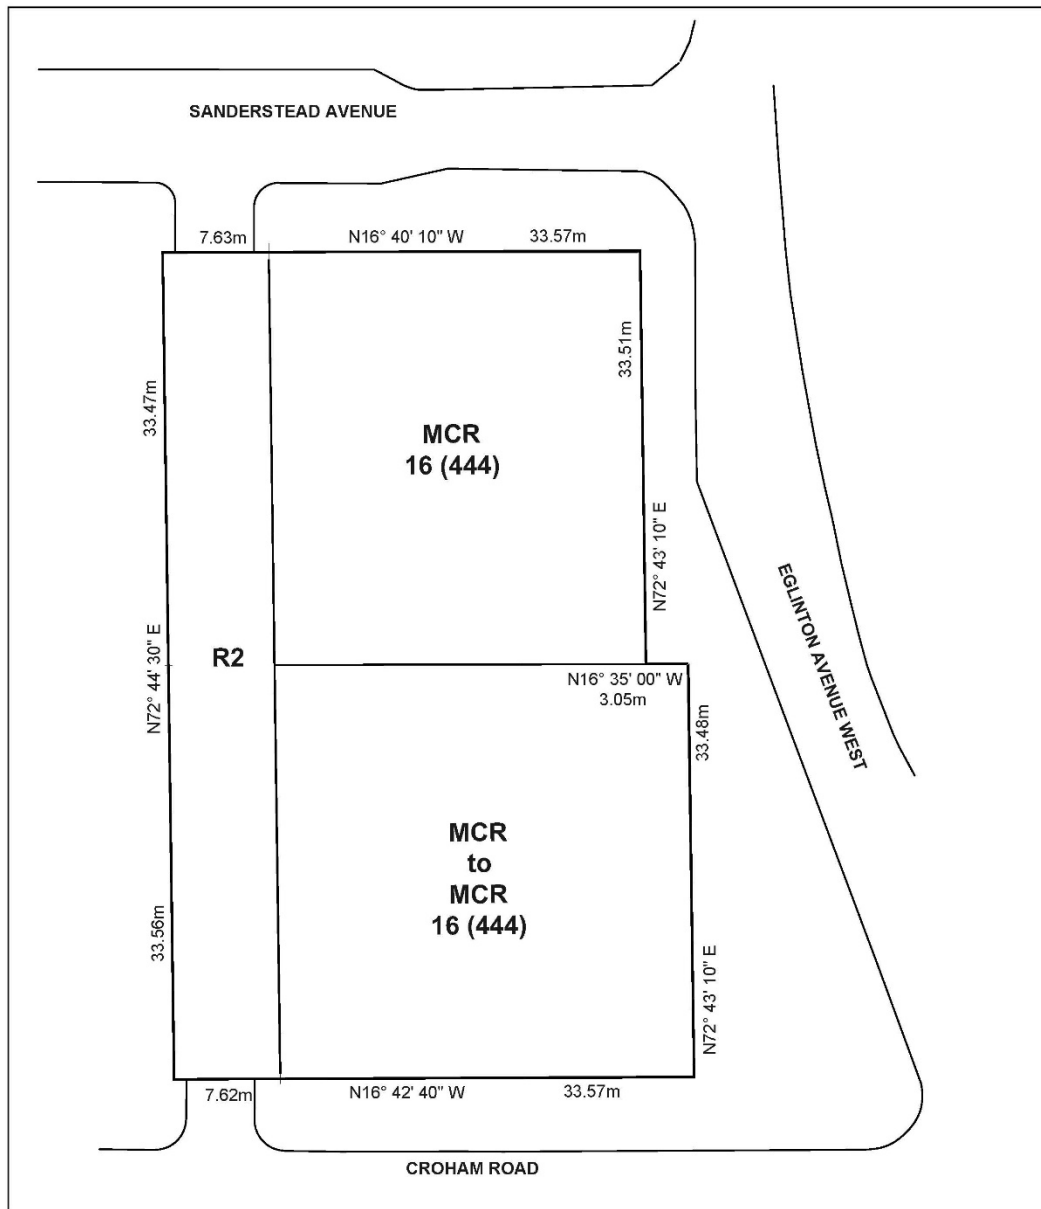 SANDERSTEAD AVENUE
7.63m
N16° 40' 10" W
33.57m
33.47m
33.51m
MCR
16 (444)
N72° 43' 10" E
N72° 44' 30" E
R2
EGLINTON AVENUE WEST
N16° 35' 00" W
3.05m
33.48m
MCR
to
MCR
16 (444)
33.56m
N72° 43' 10" E
7.62m
N16° 42' 40" W
33.57m
CROHAM ROAD